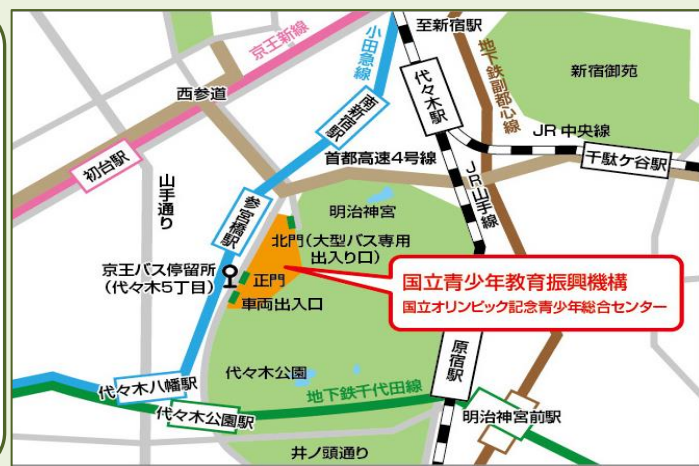 京王新線
小田急線
至新宿駅
地下鉄副都心線
新宿御苑
西参道
南新宿駅
代々木駅
JR中央線
初台駅
首都高速4号線
千駄ケ谷駅
山手通り
参宮橋駅
明治神宮
JR山手線
北門(大型バス専用
出入り口)
京王バス停留所
(代々木5丁目)
正門
車両出入口
国立青少年教育振興機構
国立オリンピック記念青少年総合センター
原宿駅
代々木公園
代々木八幡駅
地下鉄千代田線
代々木公園駅
明治神宮前駅
井ノ頭通り